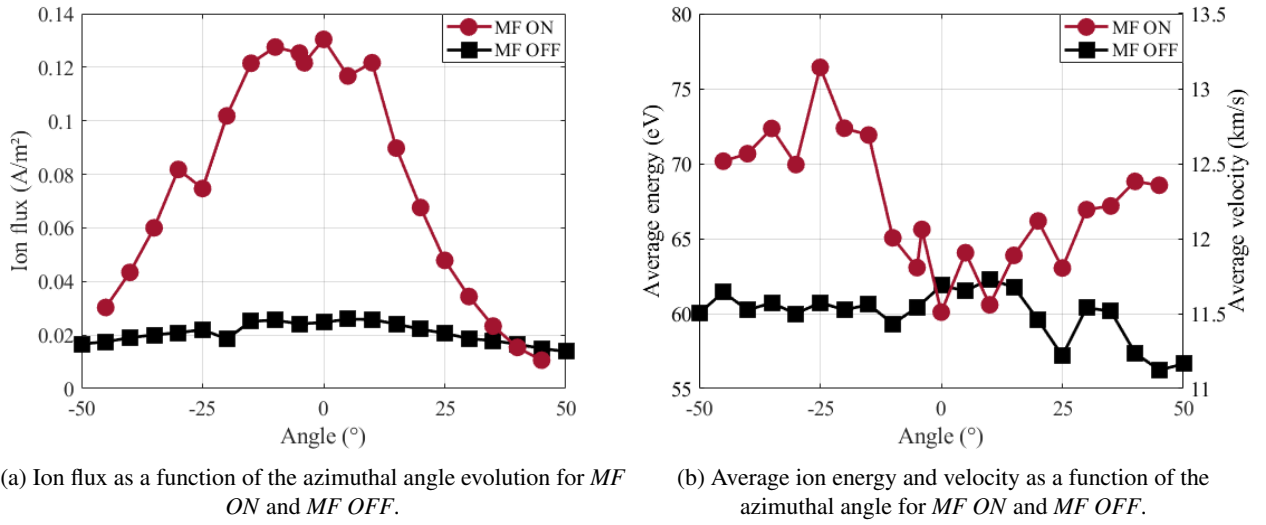 0.14
0.12
0.1
0.08
0.06
0.04
0.02
0
Ion flux (A/m²)
-50
-25
0
25
50
Angle (°)
MF ON
MF OFF
80
75
70
65
60
55
Average energy (eV)
13.5
13
12.5
12
11.5
11
Average velocity (km/s)
-50
-25
0
25
50
Angle (°)
MF ON
MF OFF
(a) Ion flux as a function of the azimuthal angle evolution for MF
ON and MF OFF.
(b) Average ion energy and velocity as a function of the
azimuthal angle for MF ON and MF OFF.